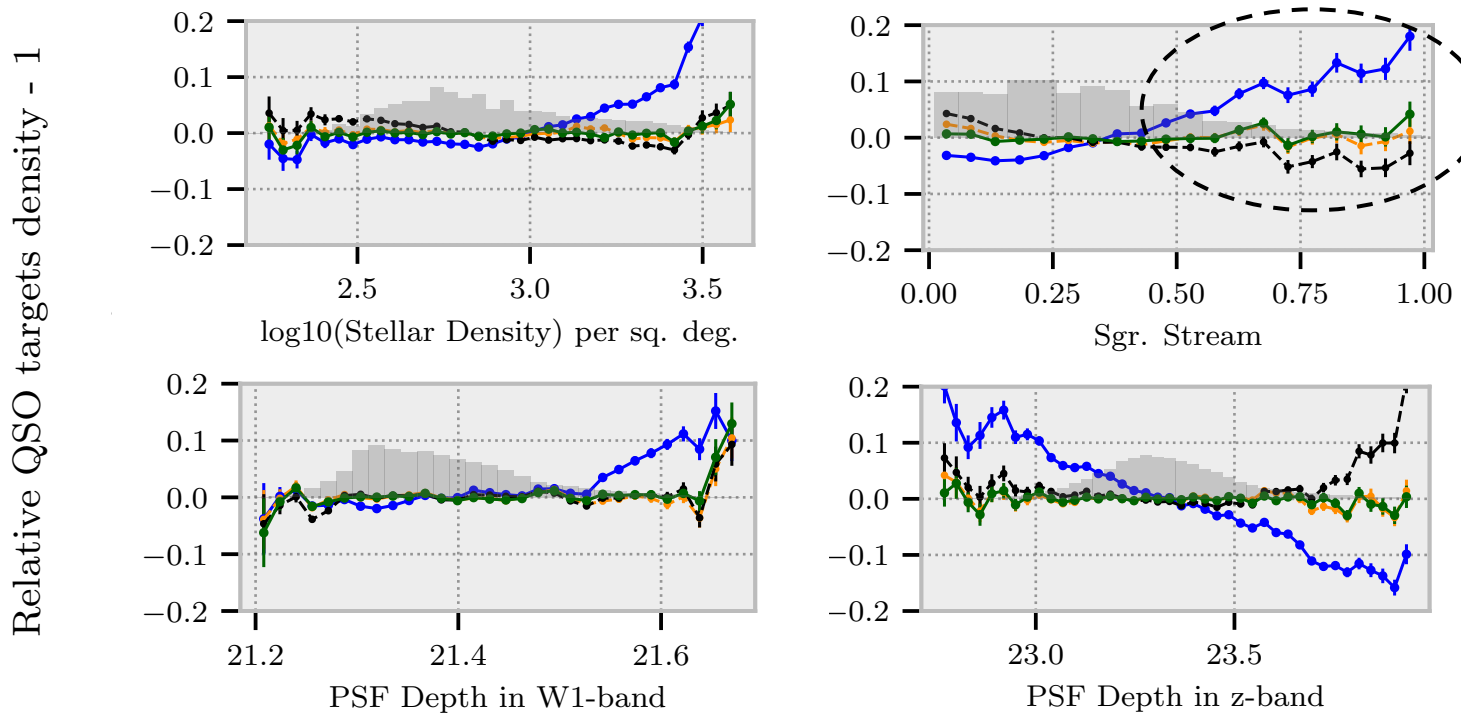 Relative QSO targets density - 1
0.2
0.1
0.0
−0.1
−0.2
2.5 3.0 3.5
log10(Stellar Density) per sq. deg.
0.2
0.1
0.0
−0.1
−0.2
0.00 0.25 0.50 0.75 1.00
Sgr. Stream
0.2
0.1
0.0
−0.1
−0.2
21.2 21.4 21.6
PSF Depth in W1-band
0.2
0.1
0.0
−0.1
−0.2
23.0 23.5
PSF Depth in z-band